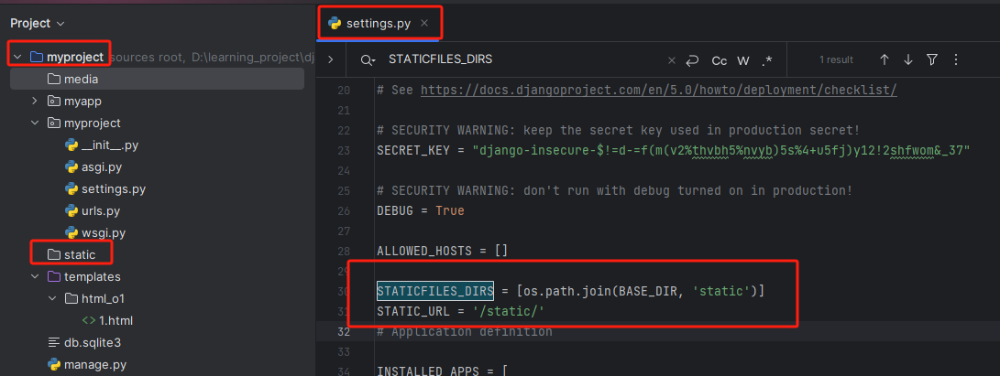 Project
myproject sources root, D:\learning_project\dj
media
myapp
myproject
__init__.py
asgi.py
settings.py
urls.py
wsgi.py
static
templates
html_o1
<> 1.html
db.sqlite3
manage.py
settings.py ×
STATICFILES_DIRS × Cc W .* 1 result
20 # See https://docs.djangoproject.com/en/5.0/howto/deployment/checklist/
21
22 # SECURITY WARNING: keep the secret key used in production secret!
23 SECRET_KEY = "django-insecure-$!=d-=f(m(v2%thvbh5%nvyb)5s%4+u5fj)y12!2shfwom&_37"
24
25 # SECURITY WARNING: don't run with debug turned on in production!
26 DEBUG = True
27
28 ALLOWED_HOSTS = []
29
30 STATICFILES_DIRS = [os.path.join(BASE_DIR, 'static')]
31 STATIC_URL = '/static/'
32 # Application definition
33
34 INSTALLED_APPS = [